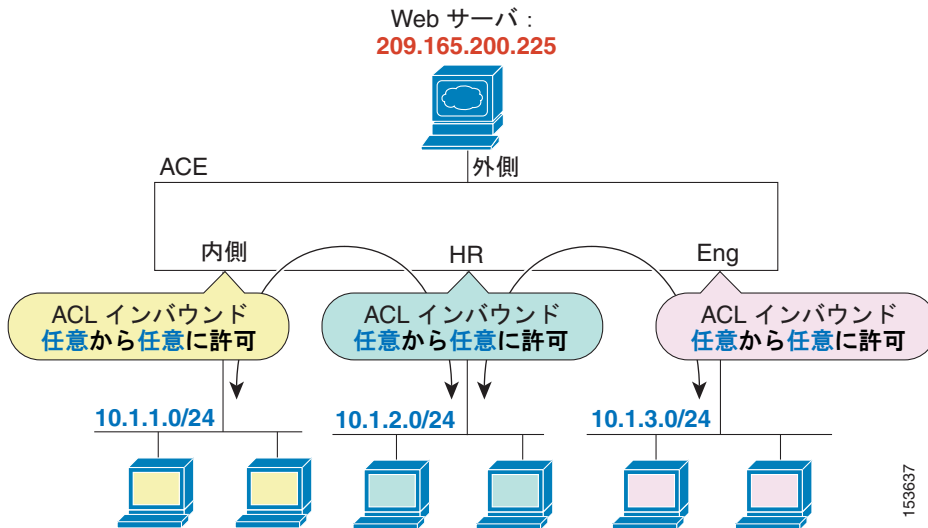 Web サーバ :
209.165.200.225
ACE
外側
内側
HR
Eng
ACL インバウンド
任意から任意に許可
ACL インバウンド
任意から任意に許可
ACL インバウンド
任意から任意に許可
10.1.1.0/24
10.1.2.0/24
10.1.3.0/24
153637